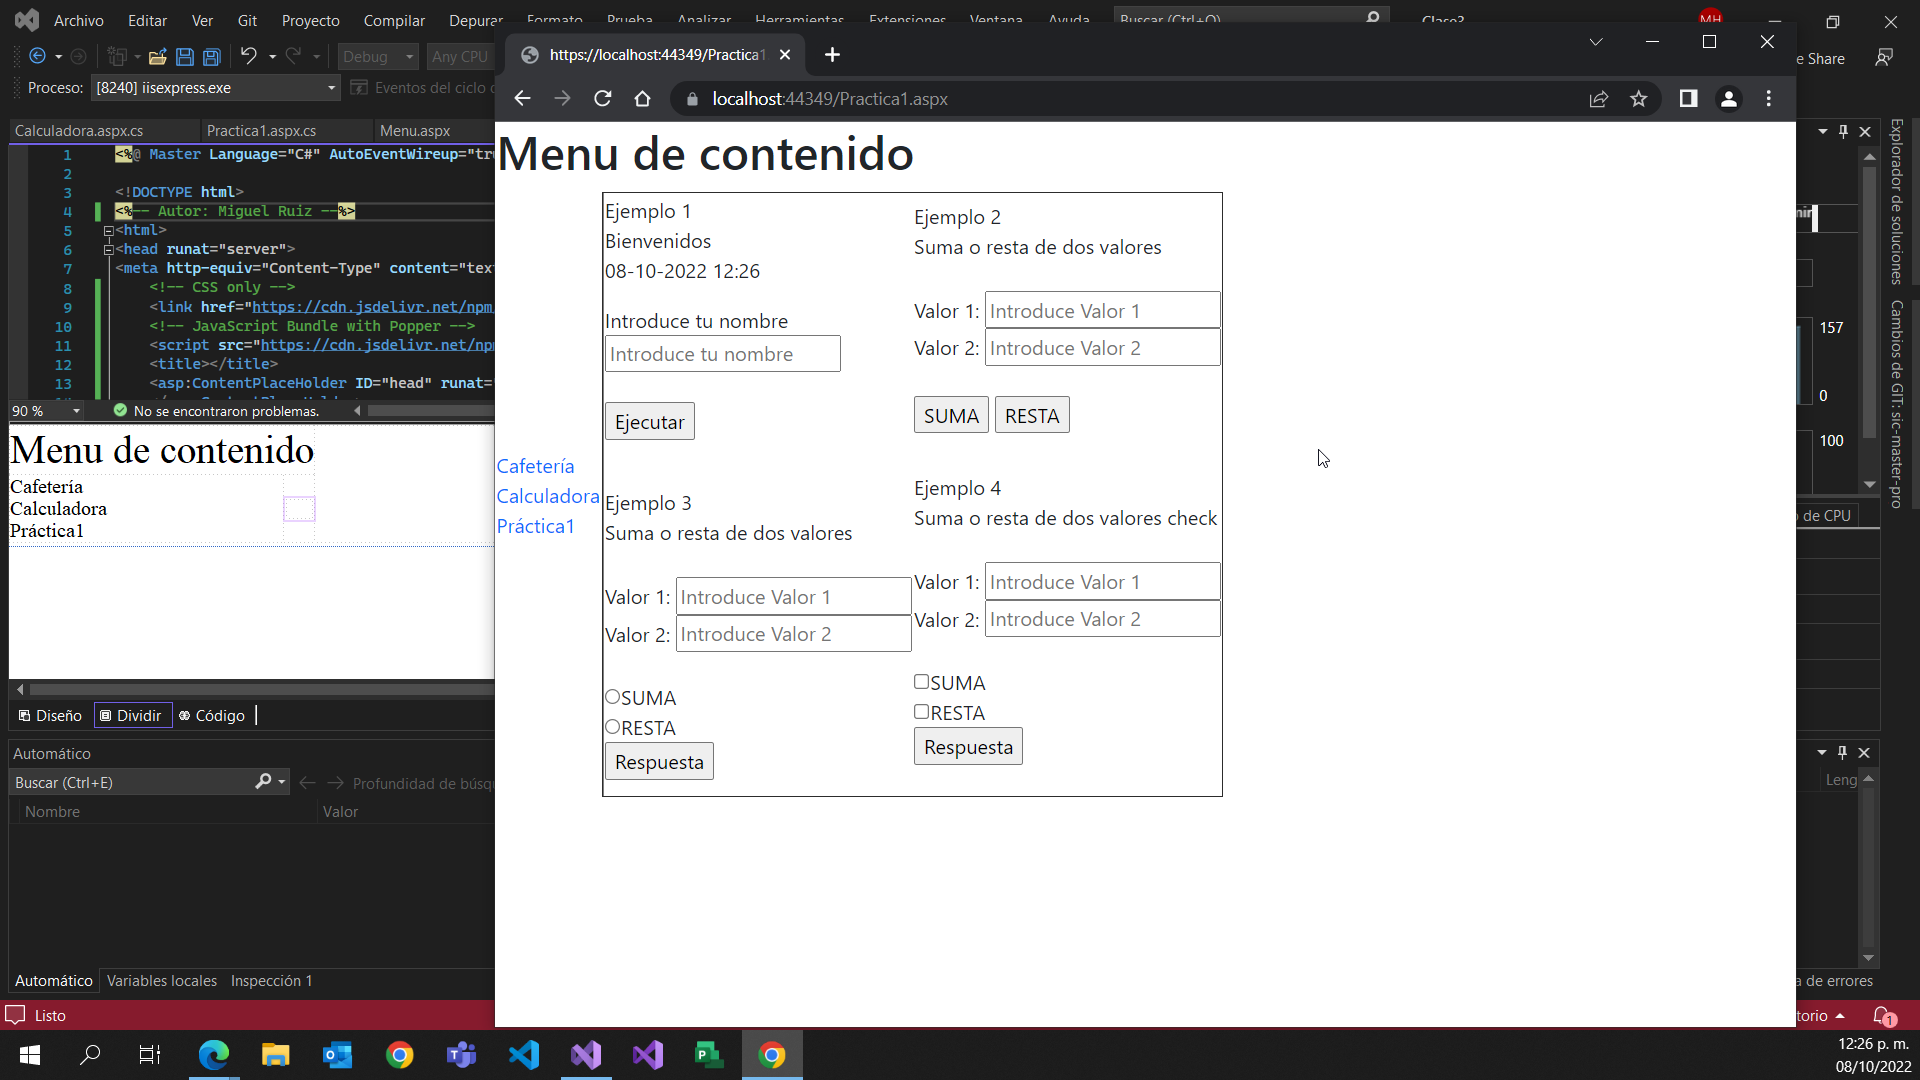 Archivo Editar Ver Git Proyecto Compilar Depurar Formato Prueba Analizar Herramientas Extensiones Ventana Ayuda Buscar (Ctrl+Q) Clase3 MH
Debug Any CPU e Share
Proceso: [8240] iisexpress.exe Eventos del ciclo
Calculadora.aspx.cs Practica1.aspx.cs Menu.aspx
1 <%@ Master Language="C#" AutoEventWireup="tru
2
3 <!DOCTYPE html>
4 <%-- Autor: Miguel Ruiz --%>
5 <html>
6 <head runat="server">
7 <meta http-equiv="Content-Type" content="tex
8 <!-- CSS only -->
9 <link href="https://cdn.jsdelivr.net/npm
10 <!-- JavaScript Bundle with Popper -->
11 <script src="https://cdn.jsdelivr.net/np
12 <title></title>
13 <asp:ContentPlaceHolder ID="head" runat=
90 % No se encontraron problemas.
Menu de contenido
Cafetería
Calculadora
Práctica1
Diseño Dividir Código
Automático
Buscar (Ctrl+E) Profundidad de búsqu
Nombre Valor
Automático Variables locales Inspección 1
Listo
https://localhost:44349/Practica1
localhost:44349/Practica1.aspx
Menu de contenido
Cafetería
Calculadora
Práctica1
Ejemplo 1
Bienvenidos
08-10-2022 12:26
Introduce tu nombre
Introduce tu nombre
Ejecutar
Ejemplo 2
Suma o resta de dos valores
Valor 1: Introduce Valor 1
Valor 2: Introduce Valor 2
SUMA RESTA
Ejemplo 3
Suma o resta de dos valores
Valor 1: Introduce Valor 1
Valor 2: Introduce Valor 2
SUMA
RESTA
Respuesta
Ejemplo 4
Suma o resta de dos valores check
Valor 1: Introduce Valor 1
Valor 2: Introduce Valor 2
SUMA
RESTA
Respuesta
Explorador de soluciones
Cambios de GIT: sic-master-pro
157
0
100
o de CPU
Leng
a de errores
torio
1
12:26 p. m.
08/10/2022